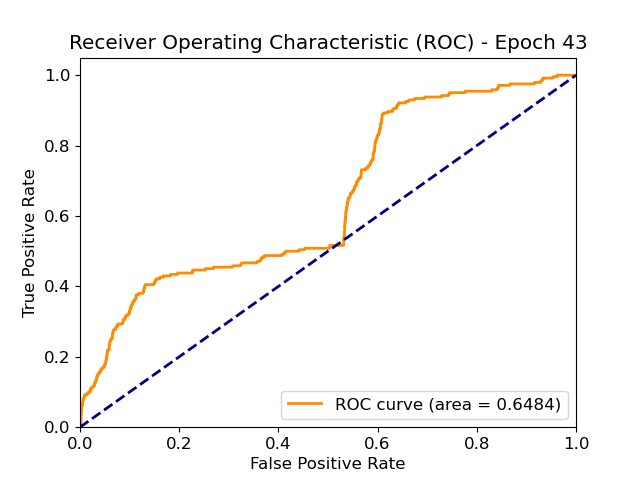 Receiver Operating Characteristic (ROC) - Epoch 43
True Positive Rate
1.0
0.8
0.6
0.4
0.2
0.0
ROC curve (area = 0.6484)
0.0 0.2 0.4 0.6 0.8 1.0
False Positive Rate